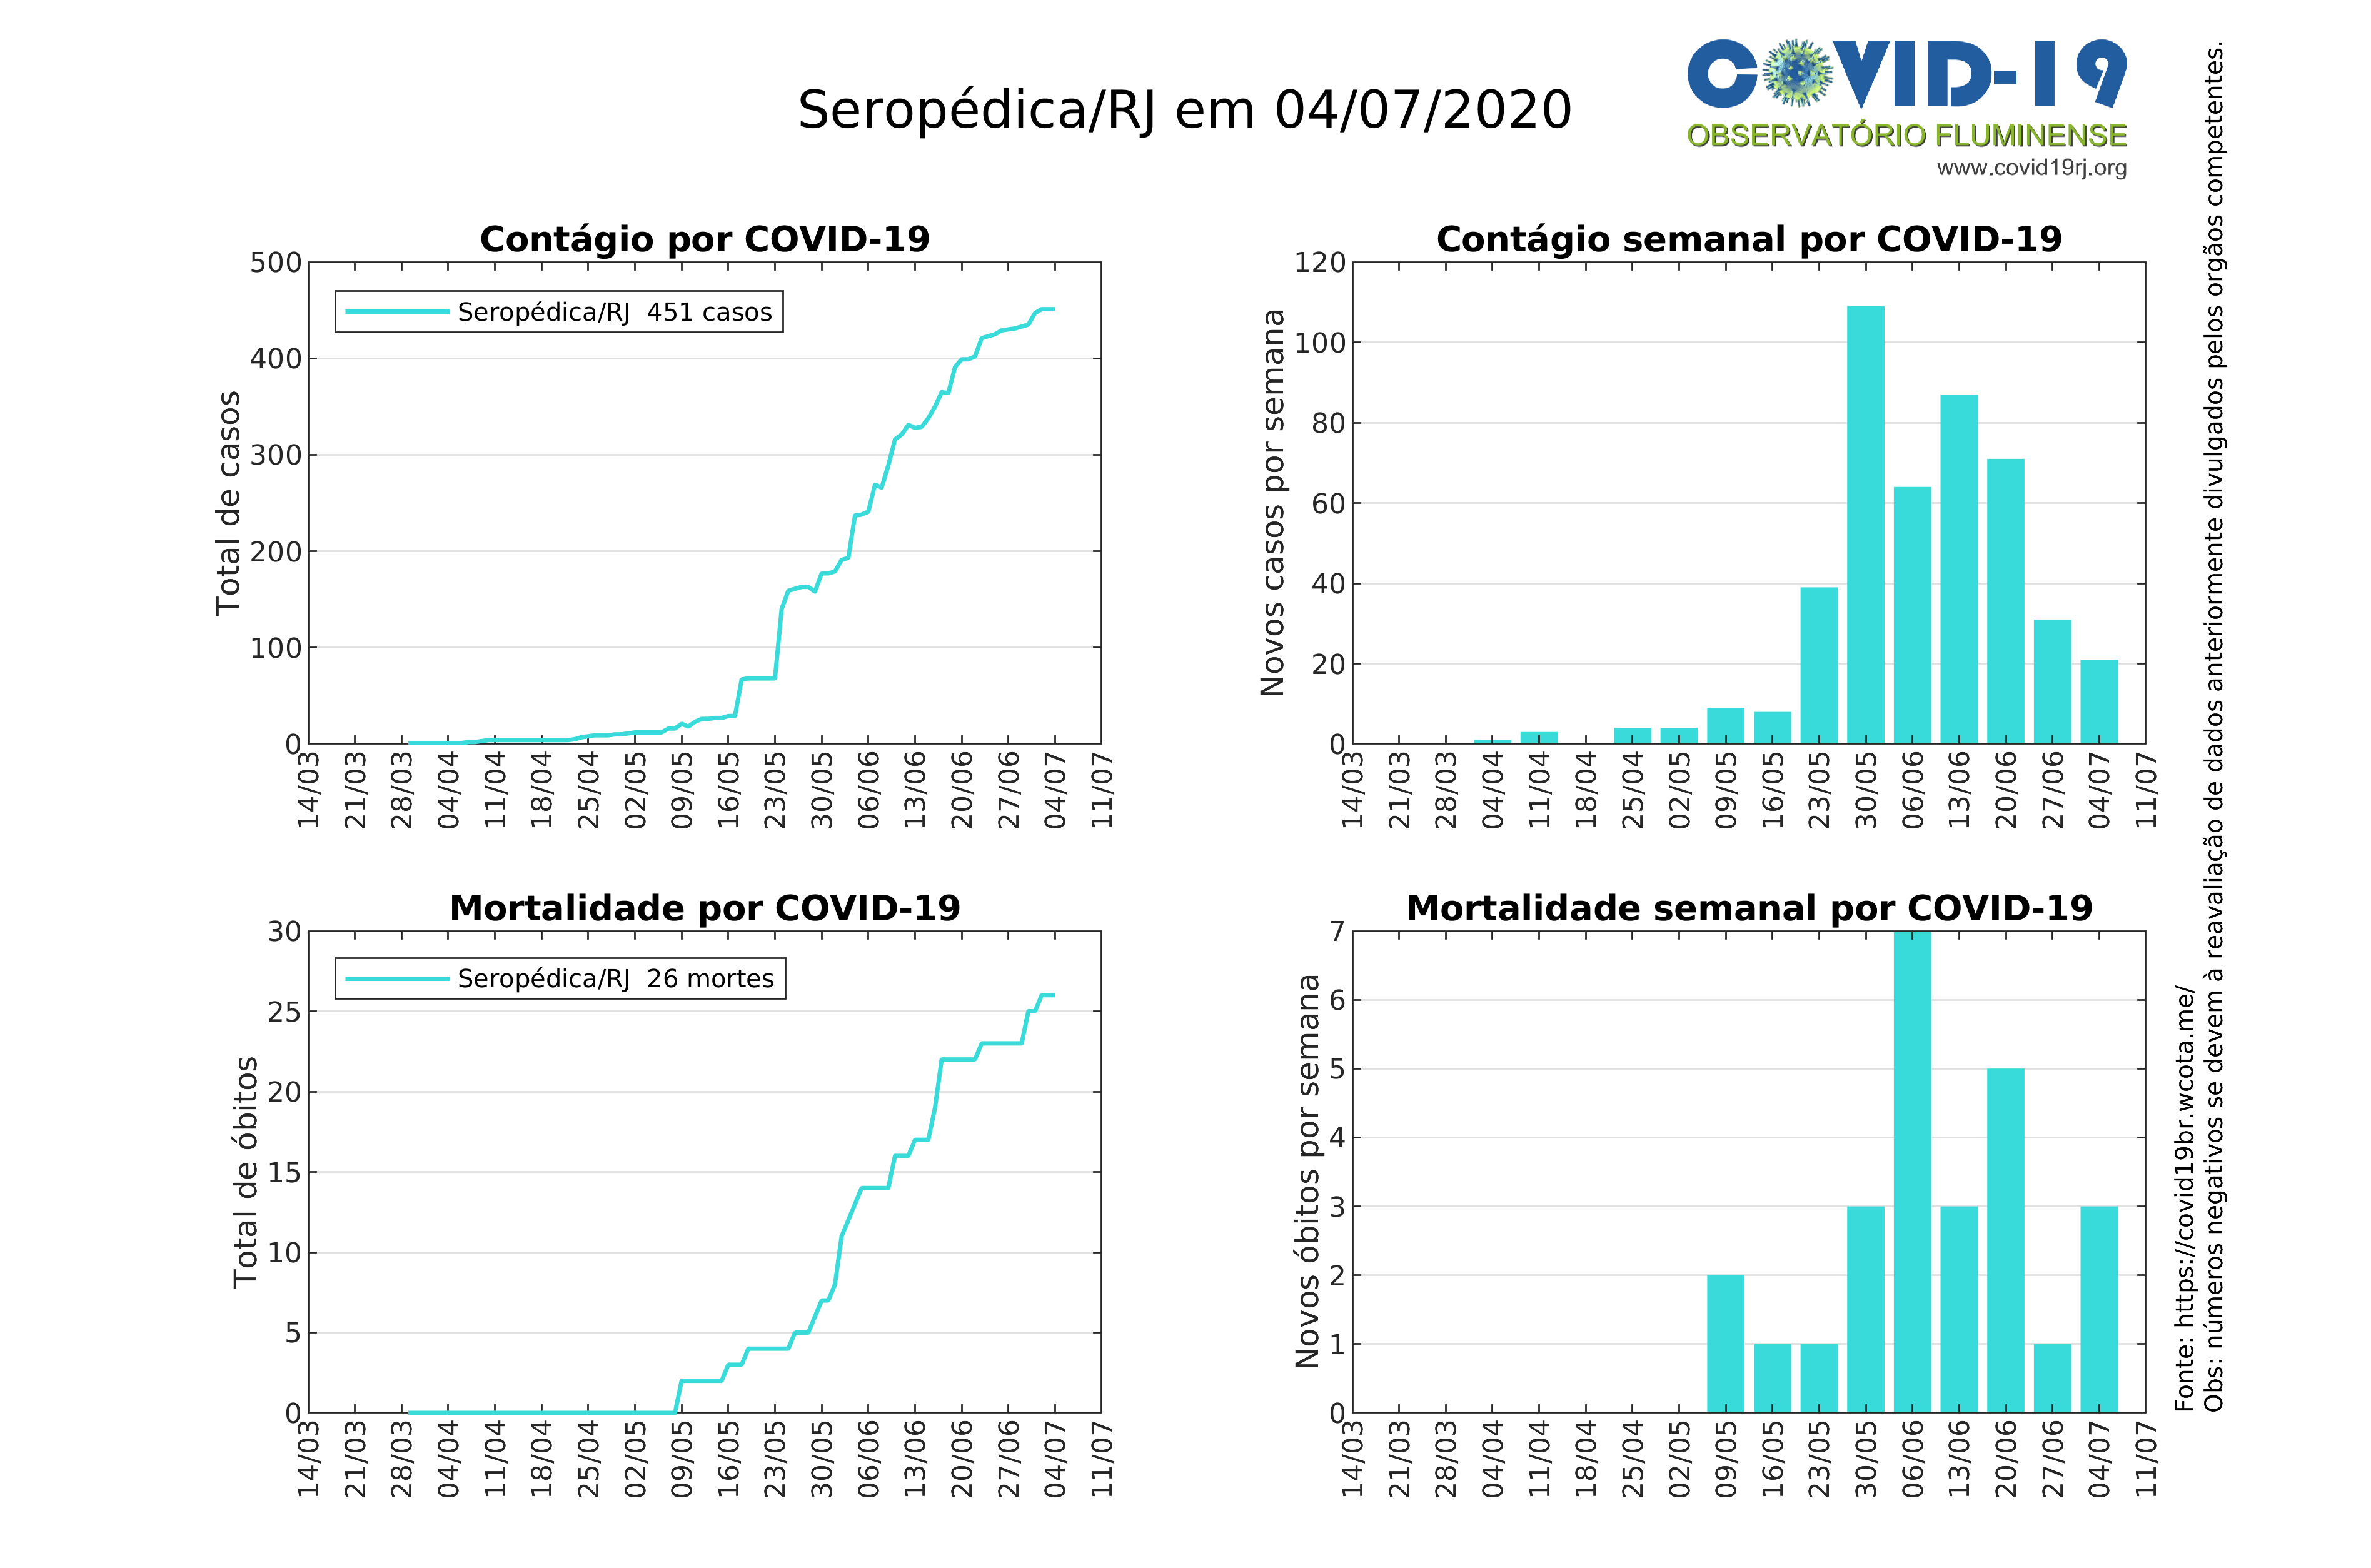 Seropédica/RJ em 04/07/2020
COVID-19
OBSERVATÓRIO FLUMINENSE
www.covid19rj.org
Contágio por COVID-19
Total de casos
500
400
300
200
100
0
Seropédica/RJ 451 casos
14/03 21/03 28/03 04/04 11/04 18/04 25/04 02/05 09/05 16/05 23/05 30/05 06/06 13/06 20/06 27/06 04/07 11/07
Contágio semanal por COVID-19
Novos casos por semana
120
100
80
60
40
20
0
14/03 21/03 28/03 04/04 11/04 18/04 25/04 02/05 09/05 16/05 23/05 30/05 06/06 13/06 20/06 27/06 04/07 11/07
Mortalidade por COVID-19
Total de óbitos
30
25
20
15
10
5
0
Seropédica/RJ 26 mortes
14/03 21/03 28/03 04/04 11/04 18/04 25/04 02/05 09/05 16/05 23/05 30/05 06/06 13/06 20/06 27/06 04/07 11/07
Mortalidade semanal por COVID-19
Novos óbitos por semana
7
6
5
4
3
2
1
0
14/03 21/03 28/03 04/04 11/04 18/04 25/04 02/05 09/05 16/05 23/05 30/05 06/06 13/06 20/06 27/06 04/07 11/07
Fonte: https://covid19br.wcota.me/
Obs: números negativos se devem à reavaliação de dados anteriormente divulgados pelos orgãos competentes.